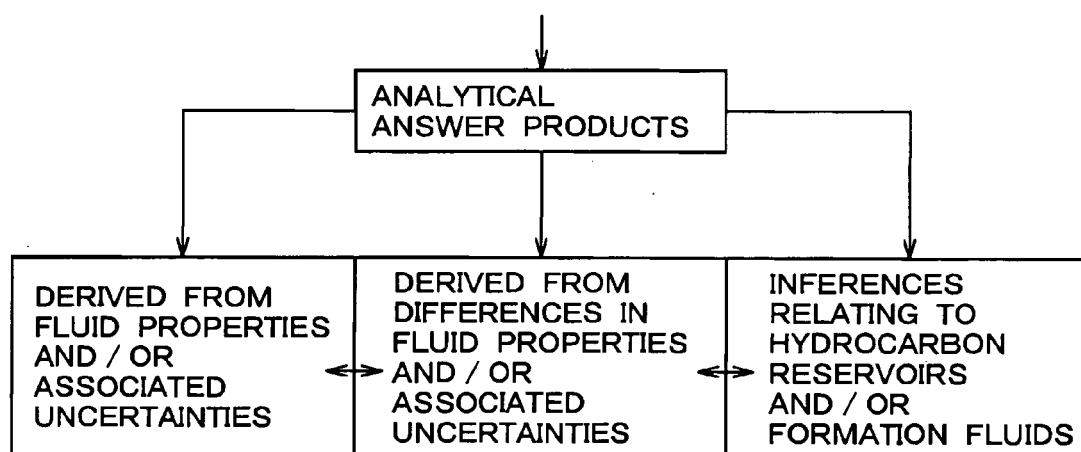 ANALYTICAL
ANSWER PRODUCTS
DERIVED FROM
FLUID PROPERTIES
AND / OR
ASSOCIATED
UNCERTAINTIES
DERIVED FROM
DIFFERENCES IN
FLUID PROPERTIES
AND / OR
ASSOCIATED
UNCERTAINTIES
INFERENCES
RELATING TO
HYDROCARBON
RESERVOIRS
AND / OR
FORMATION FLUIDS